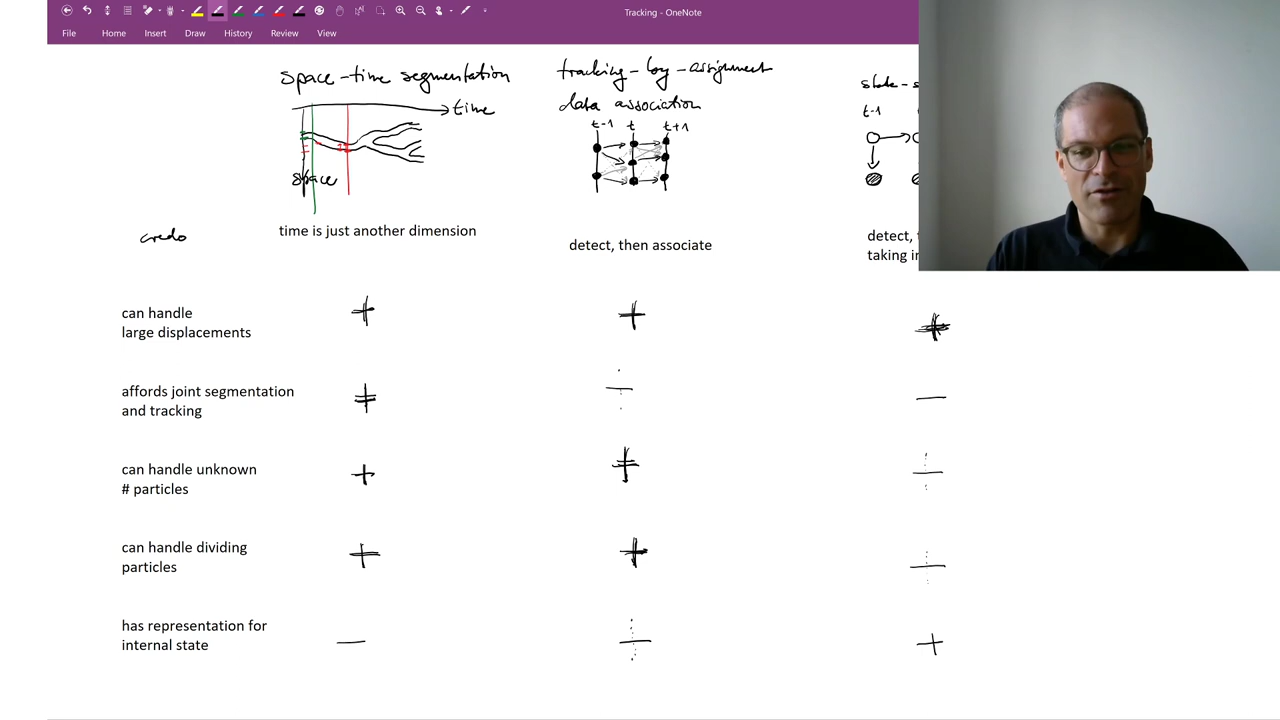 Tracking - OneNote
File Home Insert Draw History Review View
space-time segmentation
tracking-by-assignment
data association
state-s
time
t-1 t t+1
t-1
space
credo
time is just another dimension
detect, then associate
detect,
taking in
can handle
large displacements
+ + +
affords joint segmentation
and tracking
+ — —
can handle unknown
# particles
+ + —
can handle dividing
particles
+ + —
has representation for
internal state
— — +